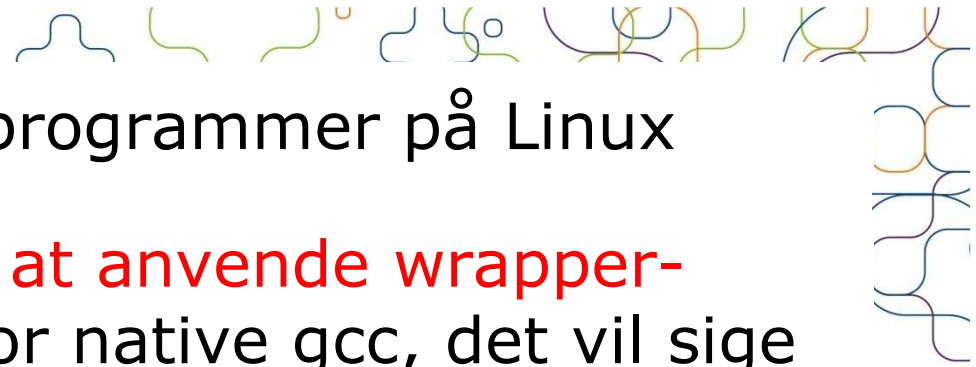 programmer på Linux
at anvende wrapper-
or native gcc, det vil sige